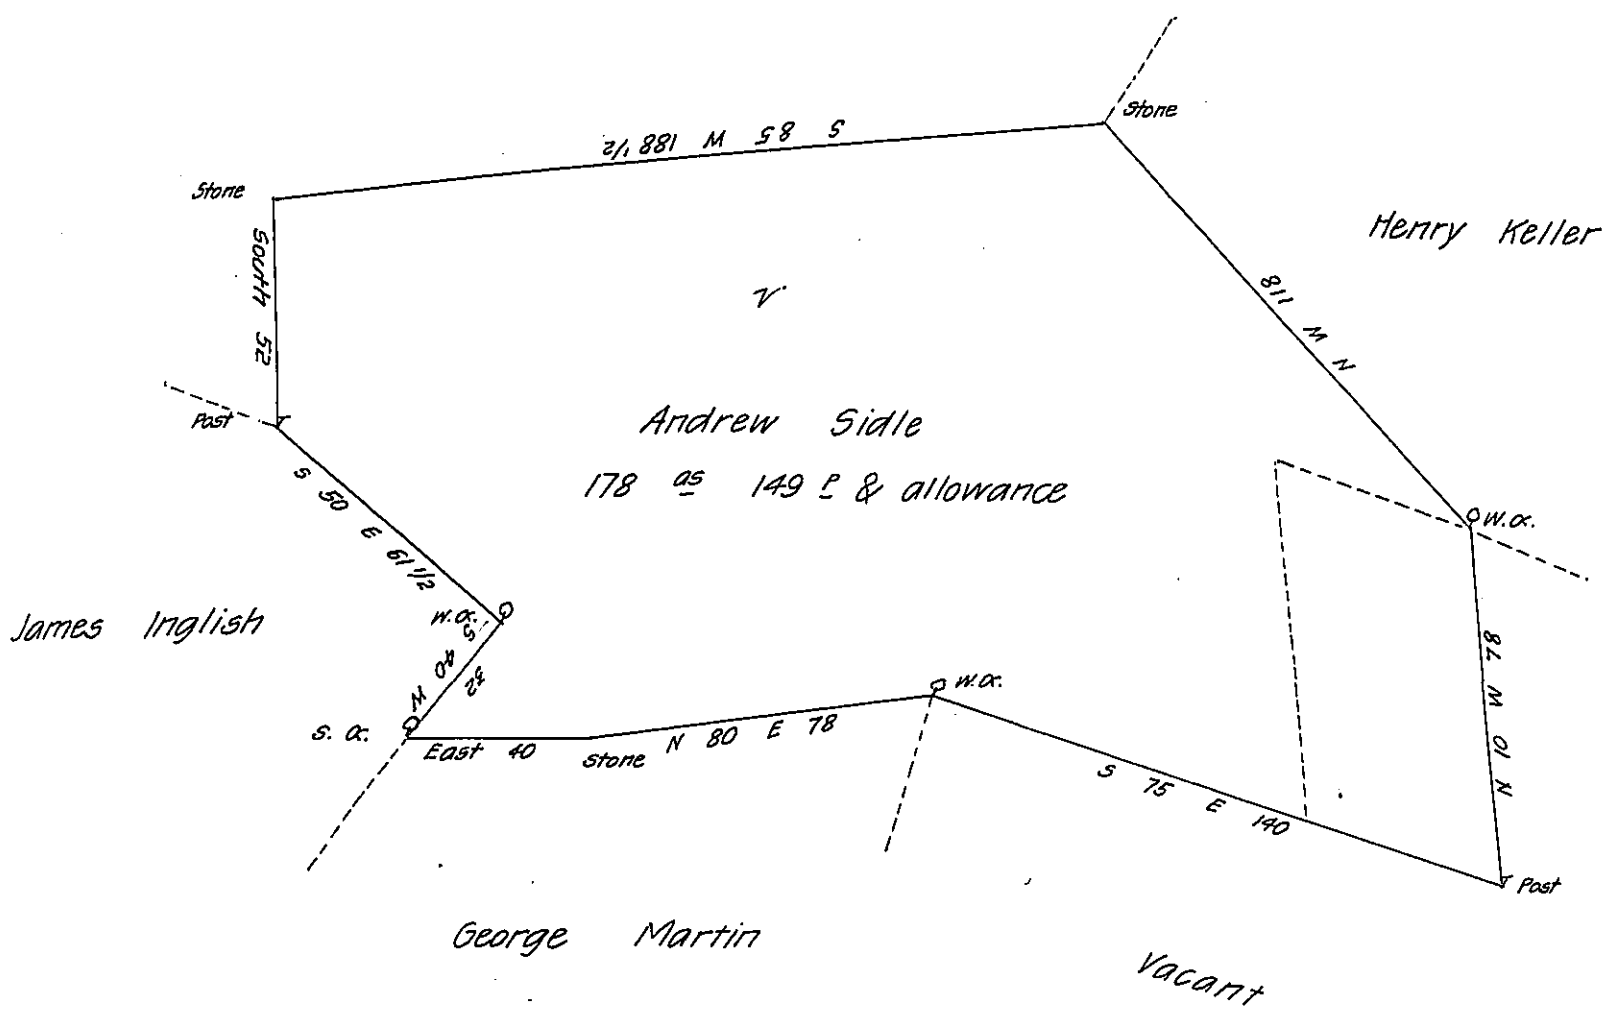 Stone
S 85 W 188 1/2
Stone
Henry Keller
South 52
N W 118
Post
Andrew Sidle
178 as 149 P & allowance
S 50 E 61 1/2
W.O.
W.O.
James Inglish
S 40 W 32
N 10 W 78
S. O.
East 40
Stone
N 80 E 78
W.O.
S 75 E 140
Post
George Martin
Vacant